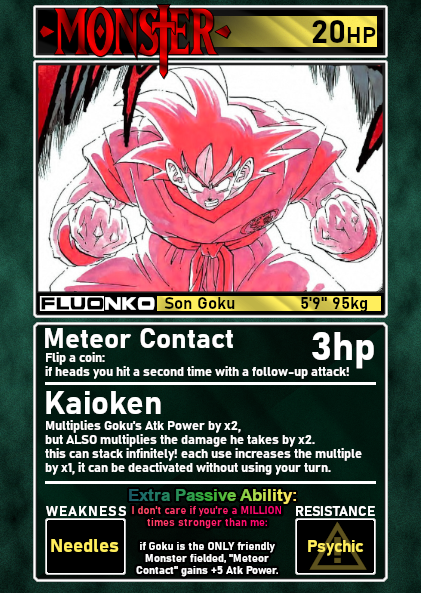 MONSTER
20HP
FLUONKO Son Goku 5'9" 95kg
Meteor Contact
3hp
Flip a coin:
if heads you hit a second time with a follow-up attack!
Kaioken
Multiplies Goku's Atk Power by x2,
but ALSO multiplies the damage he takes by x2.
this can stack infinitely! each use increases the multiple
by x1, it can be deactivated without using your turn.
Extra Passive Ability:
WEAKNESS
Needles
I don't care if you're a MILLION
times stronger than me:
if Goku is the ONLY friendly
Monster fielded, "Meteor
Contact" gains +5 Atk Power.
RESISTANCE
Psychic